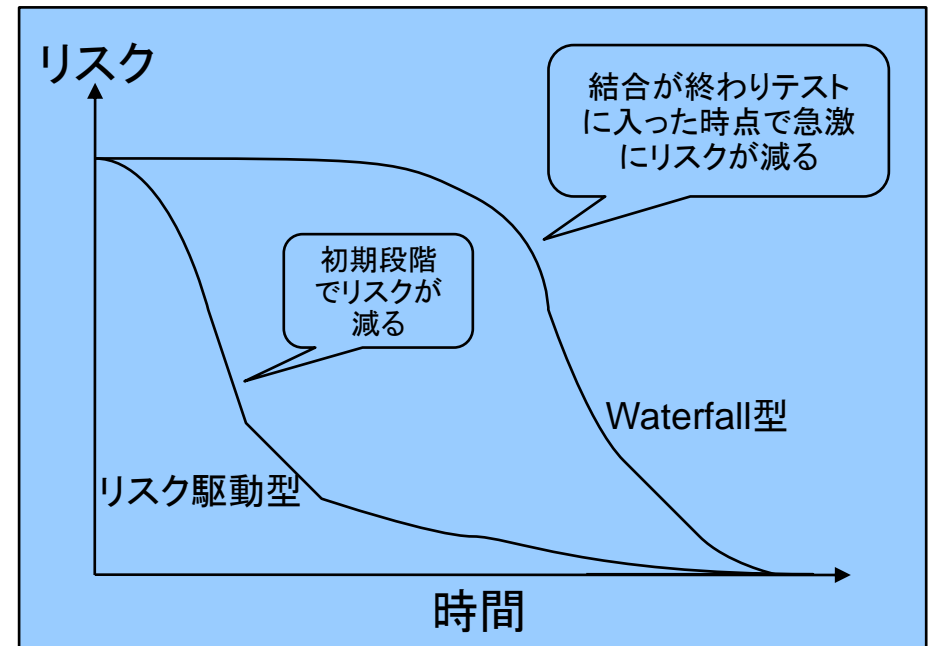 リスク
結合が終わりテスト
に入った時点で急激
にリスクが減る
初期段階
でリスクが
減る
Waterfall型
リスク駆動型
時間